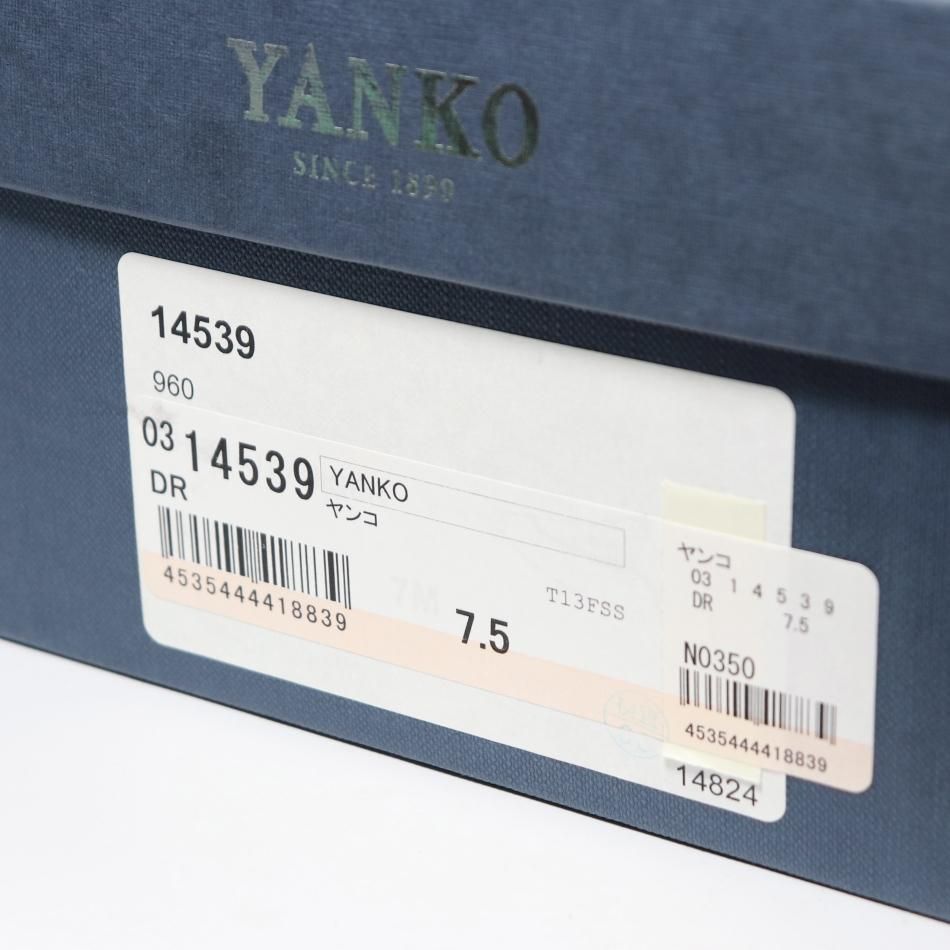 YANKO
SINCE 1890
14539
960
03 14539
YANKO
ヤンコ
DR
4535444418839
7M
7.5
T13FSS
ヤンコ
03 1 4 5 3 9
DR
7.5
N0350
4535444418839
14824